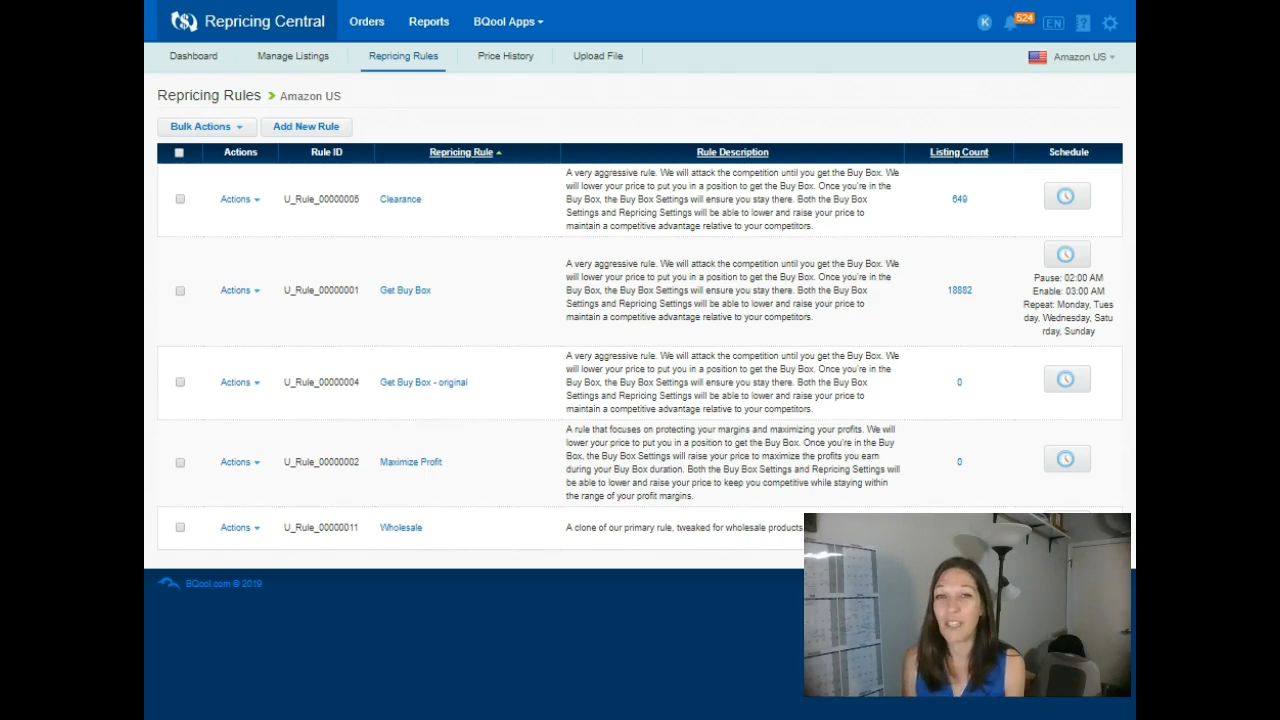 Repricing Central Orders Reports BQool Apps K 524 EN
Dashboard Manage Listings Repricing Rules Price History Upload File Amazon US
Repricing Rules Amazon US
Bulk Actions Add New Rule
Actions Rule ID Repricing Rule Rule Description Listing Count Schedule
Actions U_Rule_00000005 Clearance
A very aggressive rule. We will attack the competition until you get the Buy Box. We
will lower your price to put you in a position to get the Buy Box. Once you're in the
Buy Box, the Buy Box Settings will ensure you stay there. Both the Buy Box
Settings and Repricing Settings will be able to lower and raise your price to
maintain a competitive advantage relative to your competitors.
649
Actions U_Rule_00000001 Get Buy Box
A very aggressive rule. We will attack the competition until you get the Buy Box. We
will lower your price to put you in a position to get the Buy Box. Once you're in the
Buy Box, the Buy Box Settings will ensure you stay there. Both the Buy Box
Settings and Repricing Settings will be able to lower and raise your price to
maintain a competitive advantage relative to your competitors.
18882
Pause: 02:00 AM
Enable: 03:00 AM
Repeat: Monday, Tues
day, Wednesday, Satu
rday, Sunday
Actions U_Rule_00000004 Get Buy Box - original
A very aggressive rule. We will attack the competition until you get the Buy Box. We
will lower your price to put you in a position to get the Buy Box. Once you're in the
Buy Box, the Buy Box Settings will ensure you stay there. Both the Buy Box
Settings and Repricing Settings will be able to lower and raise your price to
maintain a competitive advantage relative to your competitors.
0
Actions U_Rule_00000002 Maximize Profit
A rule that focuses on protecting your margins and maximizing your profits. We will
lower your price to put you in a position to get the Buy Box. Once you're in the Buy
Box, the Buy Box Settings will raise your price to maximize the profits you earn
during your Buy Box duration. Both the Buy Box Settings and Repricing Settings will
be able to lower and raise your price to keep you competitive while staying within
the range of your profit margins.
0
Actions U_Rule_00000011 Wholesale A clone of our primary rule, tweaked for wholesale products
BQool.com © 2019